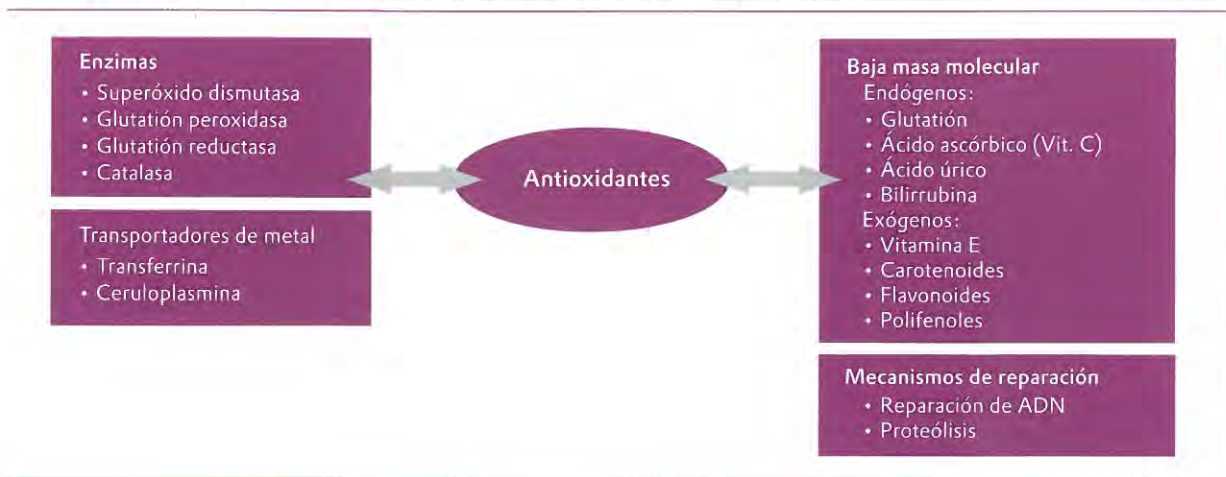 Enzimas
• Superóxido dismutasa
• Glutatión peroxidasa
• Glutatión reductasa
• Catalasa
Transportadores de metal
• Transferrina
• Ceruloplasmina
Antioxidantes
Baja masa molecular
Endógenos:
• Glutatión
• Ácido ascórbico (Vit. C)
• Ácido úrico
• Bilirrubina
Exógenos:
• Vitamina E
• Carotenoides
• Flavonoides
• Polifenoles
Mecanismos de reparación
• Reparación de ADN
• Proteólisis